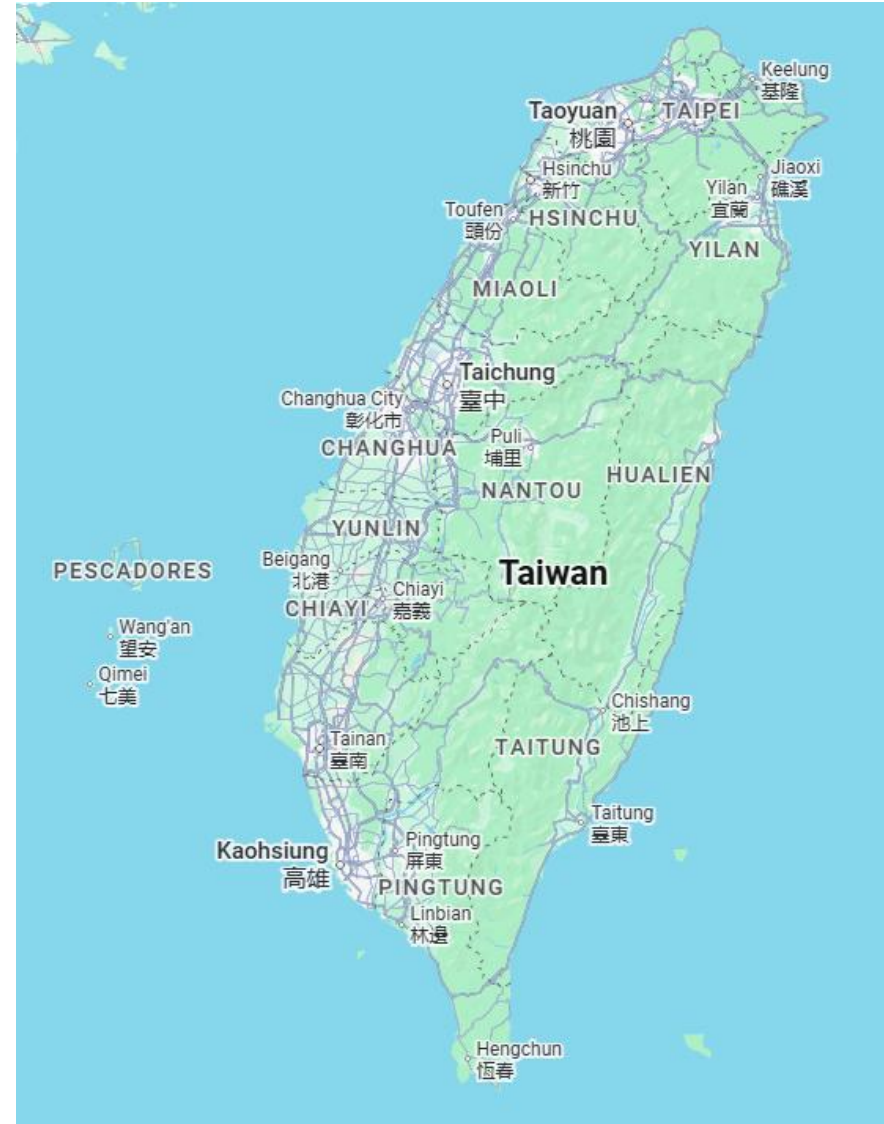 Keelung
基隆
Taoyuan
桃園
TAIPEI
Hsinchu
新竹
Jiaoxi
礁溪
Yilan
宜蘭
Toufen
頭份
HSINCHU
YILAN
MIAOLI
Taichung
臺中
Changhua City
彰化市
Puli
埔里
CHANGHUA
HUALIEN
NANTOU
YUNLIN
Beigang
北港
Taiwan
PESCADORES
Chiayi
嘉義
CHIAYI
Wang'an
望安
Qimei
七美
Chishang
池上
Tainan
臺南
TAITUNG
Taitung
臺東
Kaohsiung
高雄
Pingtung
屏東
PINGTUNG
Linbian
林邊
Hengchun
恆春